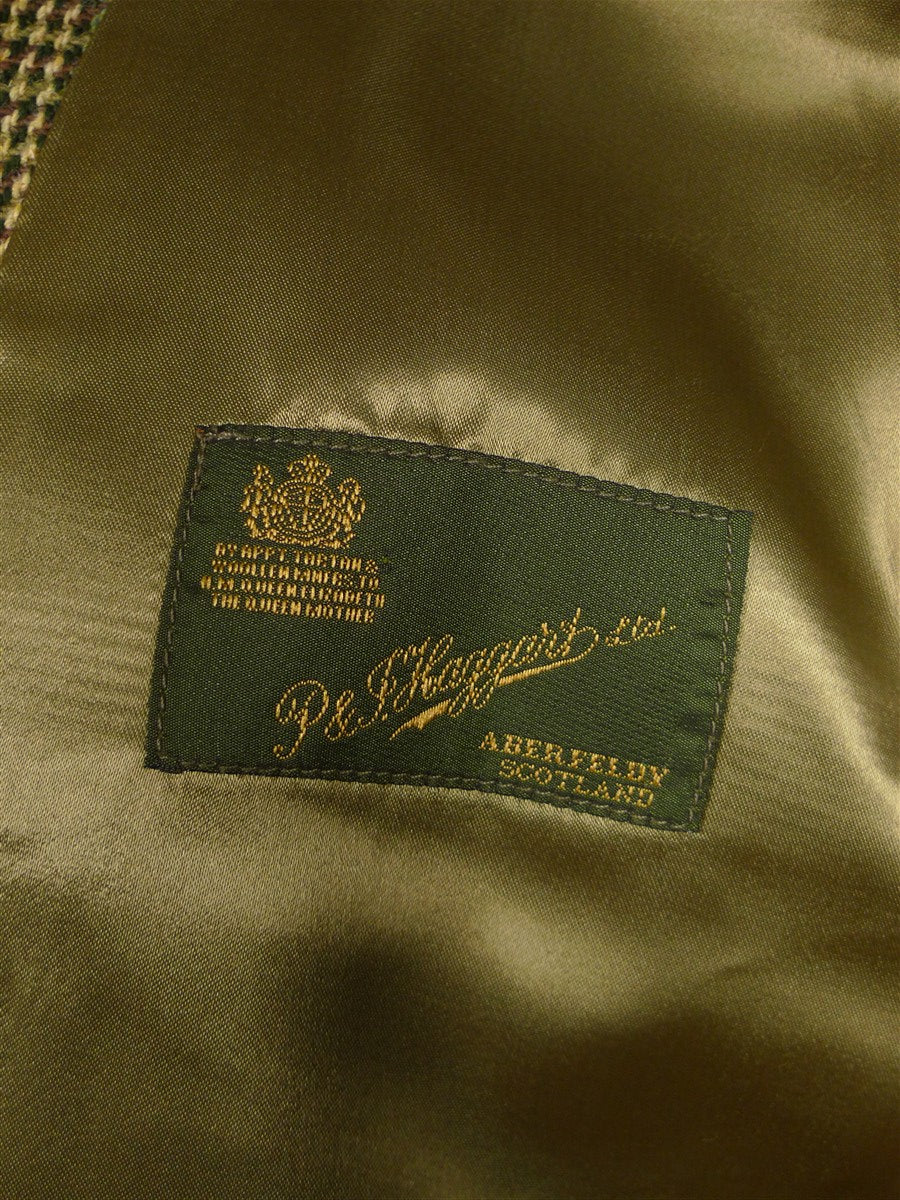 BY APPT. TARTAN &
WOOLLEN MAKERS TO
H.M. QUEEN ELIZABETH
THE QUEEN MOTHER
P & J. Haggart Ltd.
ABERFELDY
SCOTLAND